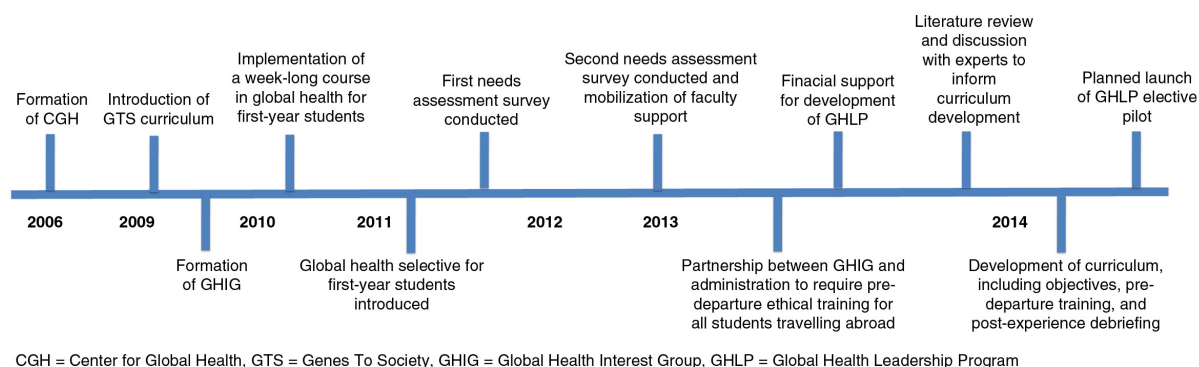 Formation
of CGH
Introduction of
GTS curriculum
Implementation of
a week-long course
in global health for
first-year students
First needs
assessment survey
conducted
Second needs assessment
survey conducted and
mobilization of faculty
support
Finacial support
for development
of GHLP
Literature review
and discussion
with experts to
inform
curriculum
development
Planned launch
of GHLP elective
pilot
2006
2009
2010
2011
2012
2013
2014
Formation
of GHIG
Global health selective for
first-year students
introduced
Partnership between GHIG and
administration to require pre-
departure ethical training for
all students travelling abroad
Development of curriculum,
including objectives, pre-
departure training, and
post-experience debriefing
CGH = Center for Global Health, GTS = Genes To Society, GHIG = Global Health Interest Group, GHLP = Global Health Leadership Program